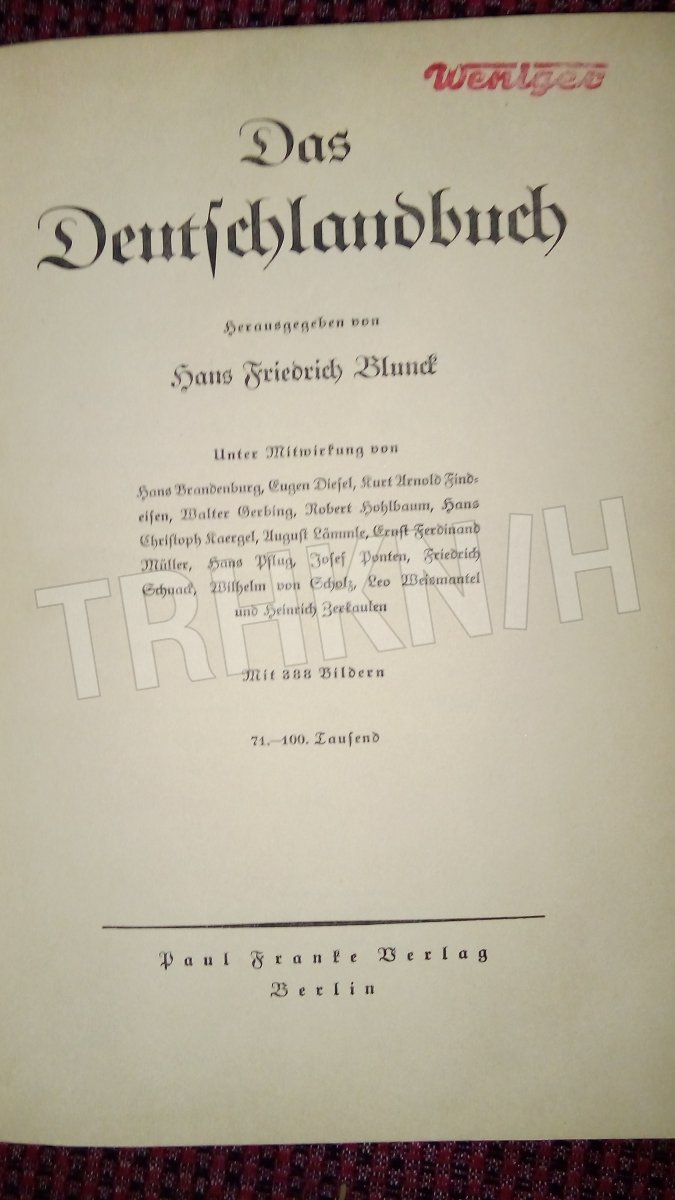 Weniger
Das
Deutſchlandbuch
Herausgegeben von
Hans Friedrich Blunck
Unter Mitwirkung von
Hans Brandenburg, Eugen Dieſel, Kurt Arnold Find⸗
eiſen, Walter Gerbing, Robert Hohlbaum, Hans
Chriſtoph Kaergel, Auguſt Lämmle, Ernſt Ferdinand
Müller, Hans Pflug, Joſef Ponten, Friedrich
Schnack, Wilhelm von Scholz, Leo Weismantel
und Heinrich Zerkaulen
TRHKN/H
Mit 388 Bildern
71.–100. Tauſend
Paul Franke Verlag
Berlin